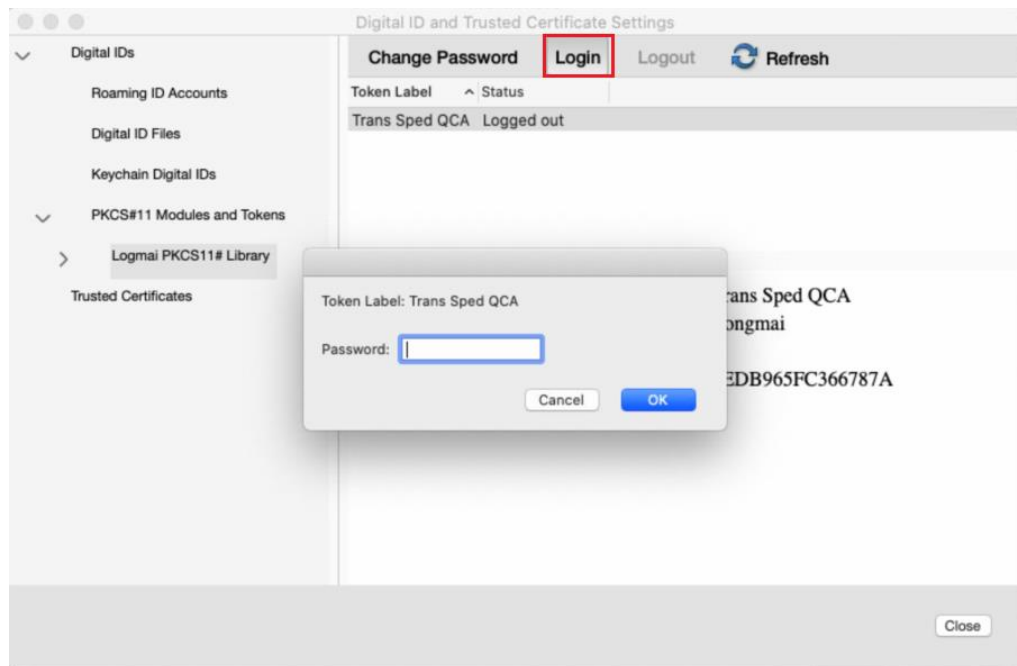 Digital ID and Trusted Certificate Settings
Digital IDs
Roaming ID Accounts
Digital ID Files
Keychain Digital IDs
PKCS#11 Modules and Tokens
Logmai PKCS11# Library
Trusted Certificates
Change Password Login Logout Refresh
Token Label Status
Trans Sped QCA Logged out
Token Label: Trans Sped QCA
Password:
Cancel OK
rans Sped QCA
ongmai
EDB965FC366787A
Close